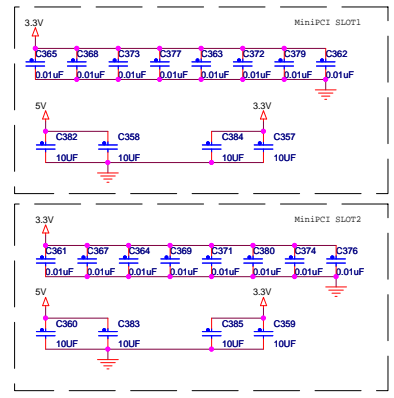 3.3V
MiniPCI SLOT1
C365 C368 C373 C377 C363 C372 C379 C362
0.01uF 0.01uF 0.01uF 0.01uF 0.01uF 0.01uF 0.01uF 0.01uF
5V 3.3V
C382 C358 C384 C357
10UF 10UF 10UF 10UF
MiniPCI SLOT2
3.3V
C361 C367 C364 C369 C371 C380 C374 C376
0.01uF 0.01uF 0.01uF 0.01uF 0.01uF 0.01uF 0.01uF 0.01uF
5V 3.3V
C360 C383 C385 C359
10UF 10UF 10UF 10UF